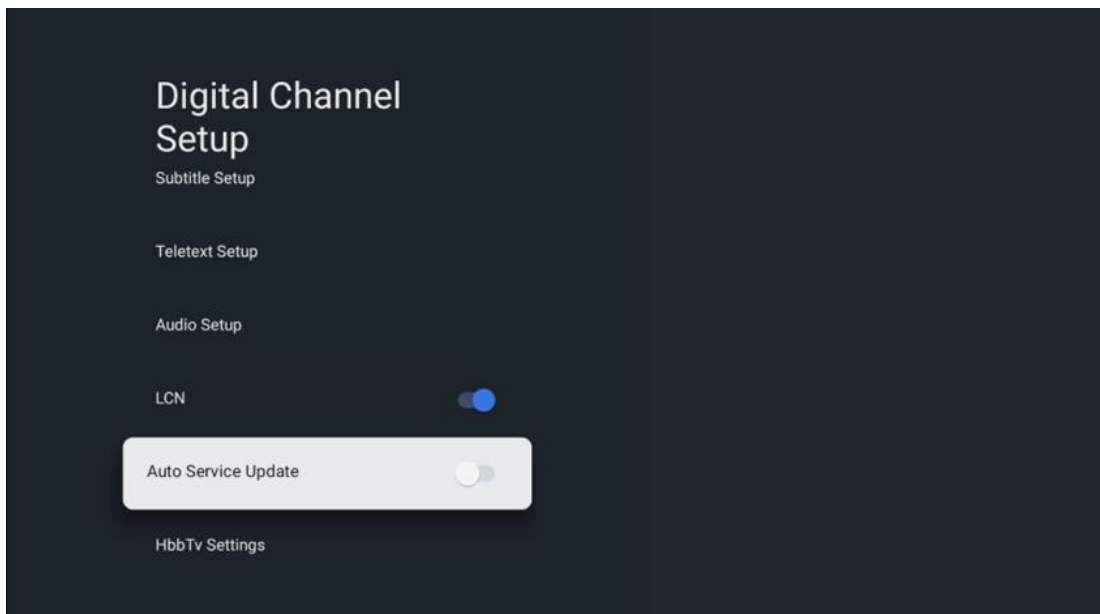 Digital Channel
Setup
Subtitle Setup
Teletext Setup
Audio Setup
LCN
Auto Service Update
HbbTv Settings